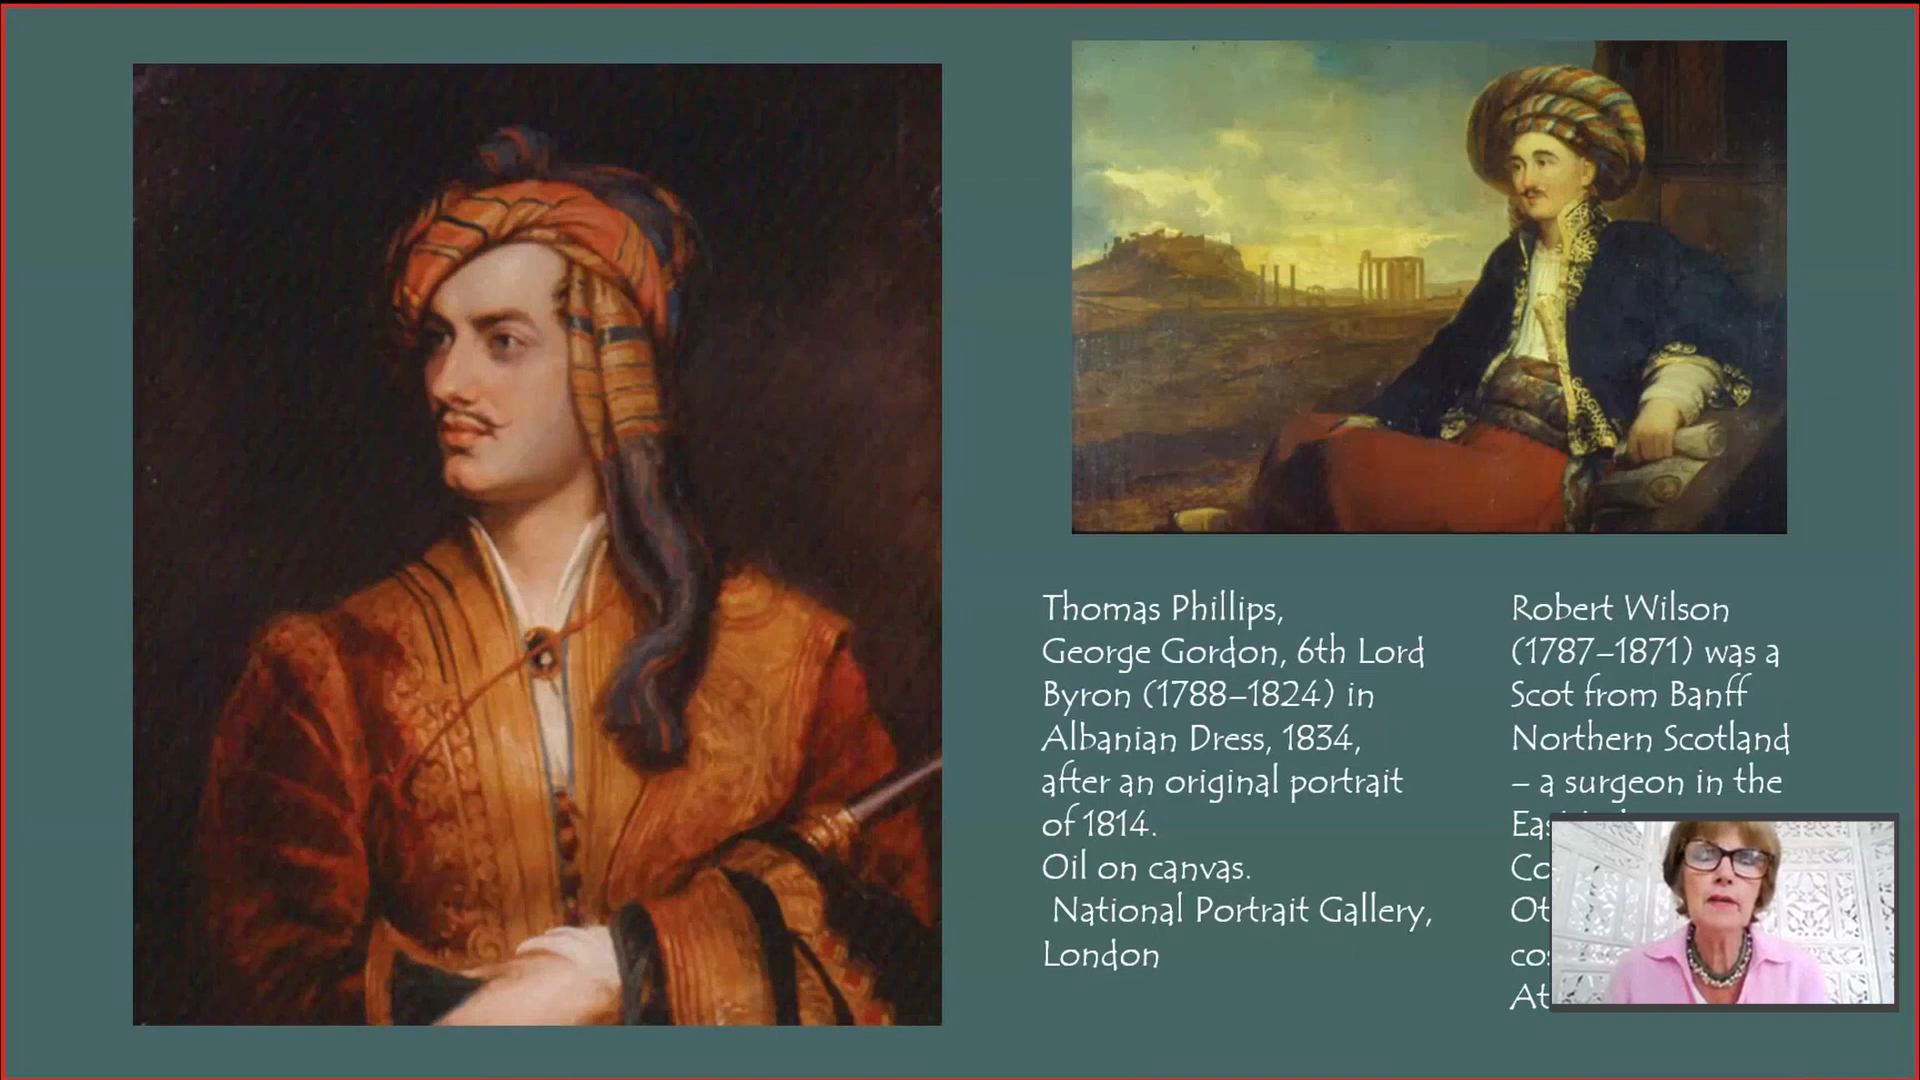 Thomas Phillips,
George Gordon, 6th Lord
Byron (1788–1824) in
Albanian Dress, 1834,
after an original portrait
of 1814.
Oil on canvas.
National Portrait Gallery,
London
Robert Wilson
(1787–1871) was a
Scot from Banff
Northern Scotland
– a surgeon in the